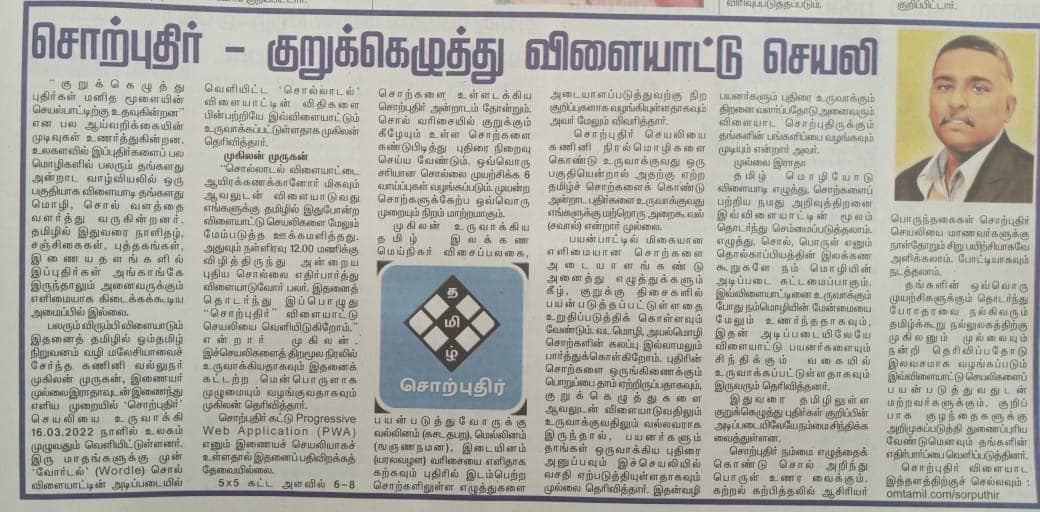 சொற்புதிர் – குறுக்கெழுத்து விளையாட்டு செயலி
"குறுக்கெழுத்து
புதிர்கள் மனித மூளையின்
செயல்பாட்டிற்கு உதவுகின்றன"
என பல ஆய்வறிக்கையின்
முடிவுகள் உணர்த்துகின்றன.
உலகளவில் இப்புதிர்களைப் பல
மொழிகளில் பலரும் தங்களது
அன்றாட வாழ்வியலில் ஒரு
பகுதியாக விளையாடி தங்களது
மொழி, சொல் வளத்தை
வளர்த்து வருகின்றனர்.
தமிழில் இதுவரை நாளிதழ்,
சஞ்சிகைகள், புத்தகங்கள்,
இணைய தளங்களில்
இப்புதிர்கள் அங்காங்கே
இருந்தாலும் அனைவருக்கும்
எளிமையாக கிடைக்கக்கூடிய
அமைப்பில் இல்லை.
பலரும் விரும்பி விளையாடும்
இதனைத் தமிழில் ஓம்தமிழ்
நிறுவனம் வழி மலேசியாவைச்
சேர்ந்த, கணினி வல்லுநர்
முகிலன் முருகன், இணையர்
முல்லை இராதாவுடன் இணைந்து
எளிய முறையில் 'சொற்புதிர்'
செயலியை உருவாக்கி
16.03.2022 நாளில் உலகம்
முழுவதும் வெளியிட்டுள்ளனர்.
இரு மாதங்களுக்கு முன்
'வோர்டல்' (Wordle) சொல்
விளையாட்டின் அடிப்படையில்
வெளியிட்ட 'சொல்லாடல்'
விளையாட்டின் விதிகளை
பின்பற்றியே இவ்விளையாட்டும்
உருவாக்கப்பட்டுள்ளதாக முகிலன்
தெரிவித்தார்.
முகிலன் முருகன்
"சொல்லாடல் விளையாட்டை
ஆயிரக்கணக்கானோர் மிகவும்
ஆவலுடன் விளையாடுவது
எங்களுக்கு தமிழில் இதுபோன்ற
விளையாட்டு செயலிகளை மேலும்
மேம்படுத்த ஊக்கமளித்தது.
அதுவும் நள்ளிரவு 12.00 மணிக்கு
விழித்திருந்து அன்றைய
புதிய சொல்லை எதிர்பார்த்து
விளையாடுவோர் பலர். இதனைத்
தொடர்ந்து இப்பொழுது
"சொற்புதிர்" விளையாட்டு
செயலியை வெளியிடுகிறோம்."
என்றார் முகிலன்.
இச்செயலிகளைத் திறமூல நிரலில்
உருவாக்கியதாகவும் இதனைக்
கட்டற்ற மென்பொருளாக
முழுமையும் வழங்குவதாகவும்
முகிலன் தெரிவித்தார்.
சொற்புதிர் கட்டு Progressive
Web Application (PWA)
எனும் இணையச் செயலியாகச்
உள்ளதால் இதனைப் பதிவிறக்கத்
தேவையில்லை.
5x5 கட்ட அளவில் 6–8
சொற்களை உள்ளடக்கிய
சொற்புதிர் அன்றாடம் தோன்றும்.
சொல் வரிசையில் குறுக்கும்
கீழேயும் உள்ள சொற்களை
கண்டுபிடித்து புதிரை நிறைவு
செய்ய வேண்டும். ஒவ்வொரு
சரியான சொல்லை முயற்சிக்க 6
வாய்ப்புகள் வழங்கப்படும். முயன்ற
சொற்களுக்கேற்ப ஒவ்வொரு
முறையும் நிறம் மாற்றமாகும்.
முகிலன் உருவாக்கிய
தமிழ் இலக்கண
மெய்நிகர் விசைப்பலகை,
த
மி
ழ்
சொற்புதிர்
பயன்படுத்துவோருக்கு
வல்லினம் (கசடதபற), மெல்லினம்
(ஙஞணநமன), இடையினம்
(யரலவழள) வரிசையை எளிதாக
கற்கவும் புதிரில் இடம்பெற்ற
சொற்களிலுள்ள எழுத்துகளை
அடையாளப்படுத்துவதற்கு நிற
குறிப்புகளாக வழங்கியுள்ளதாகவும்
அவர் மேலும் விவரித்தார்.
சொற்புதிர் செயலியை
கணினி நிரல்மொழிகளை
கொண்டு உருவாக்குவது ஒரு
பகுதியென்றால் அதற்கு ஏற்ற
தமிழ்ச் சொற்களைக் கொண்டு
அன்றாட புதிர்களை உருவாக்குவது
எங்களுக்கு மற்றொரு அறைகூவல்
(சவால்) என்றார் முல்லை.
பயன்பாட்டில் மிகையான
எளிமையான சொற்களை
அடையாளங்கண்டு
அனைத்து எழுத்துக்களும்
கீழ், குறுக்கு திசைகளில்
பயன்படுத்தப்பட்டுள்ளதை
உறுதிப்படுத்திக் கொள்ளவும்
வேண்டும். வடமொழி, அயல்மொழி
சொற்களின் கலப்பு இல்லாமலும்
பார்த்துக்கொள்கிறோம். புதிரின்
சொற்களை ஒருங்கிணைக்கும்
பொறுப்பை தாம் ஏற்றிருப்பதாகவும்,
குறுக்கெழுத்துகளை
ஆவலுடன் விளையாடுவதிலும்
உருவாக்குவதிலும் வல்லவராக
இருந்தால், பயனர்களும்
தாங்கள் உருவாக்கிய புதிரை
அனுப்பவும் இச்செயலியில்
வசதி ஏற்படுத்தியுள்ளதாகவும்
முல்லை தெரிவித்தார். இதன்வழி
பயனர்களும் புதிரை உருவாக்கும்
திறனை வளர்ப்பதோடு அனைவரும்
விளையாட சொற்புதிருக்கும்
தங்களின் பங்களிப்பை வழங்கவும்
முடியும் என்றார் அவர்.
முல்லை இராதா
தமிழ் மொழியோடு
விளையாடி எழுத்து, சொற்களைப்
பற்றிய நமது அறிவுத்திறனை
இவ்விளையாட்டின் மூலம்
தொடர்ந்து செம்மைப்படுத்தலாம்.
எழுத்து, சொல், பொருள் எனும்
தொல்காப்பியத்தின் இலக்கண
கூறுகளே நம் மொழியின்
அடிப்படை கட்டமைப்பாகும்.
இவ்விளையாட்டினை உருவாக்கும்
போது நம்மொழியின் மேன்மையை
மேலும் உணர்ந்ததாகவும்,
இதன் அடிப்படையிலேயே
விளையாட்டு பயனர்களையும்
சிந்திக்கும் வகையில்
உருவாக்கப்பட்டுள்ளதாகவும்
இருவரும் தெரிவித்தனர்.
இதுவரை தமிழிலுள்ள
குறுக்கெழுத்து புதிர்கள் குறிப்பின்
அடிப்படையிலேயே நம்மை சிந்திக்க
வைத்துள்ளன.
சொற்புதிர் நம்மை எழுத்தைக்
கொண்டு சொல் அறிந்து
பொருள் உணர வைக்கும்.
கற்றல் கற்பித்தலில் ஆசிரியர்
பொருந்தகைகள் சொற்புதிர்
செயலியை மாணவர்களுக்கு
நாள்தோறும் சிறு பயிற்சியாகவே
அளிக்கலாம். போட்டியாகவும்
நடத்தலாம்.
தங்களின் ஒவ்வொரு
முயற்சிகளுக்கும் தொடர்ந்து
பேராதரவை நல்கிவரும்
தமிழ்க்கூறு நல்லுலகத்திற்கு
முகிலனும் முல்லையும்
நன்றி தெரிவிப்பதோடு
இலவசமாக வழங்கப்படும்
இவ்விளையாட்டு செயலிகளைப்
பயன்படுத்துவதுடன்
மற்றவர்களுக்கும், குறிப்
பாக குழந்தைகளுக்கு
அறிமுகப்படுத்தி துணைப்புரிய
வேண்டுமெனவும் தங்களின்
எதிர்பார்ப்பை வெளிப்படுத்தினர்.
சொற்புதிர் விளையாட
இத்தளத்திற்குச் செல்லவும் :
omtamil.com/sorputhir